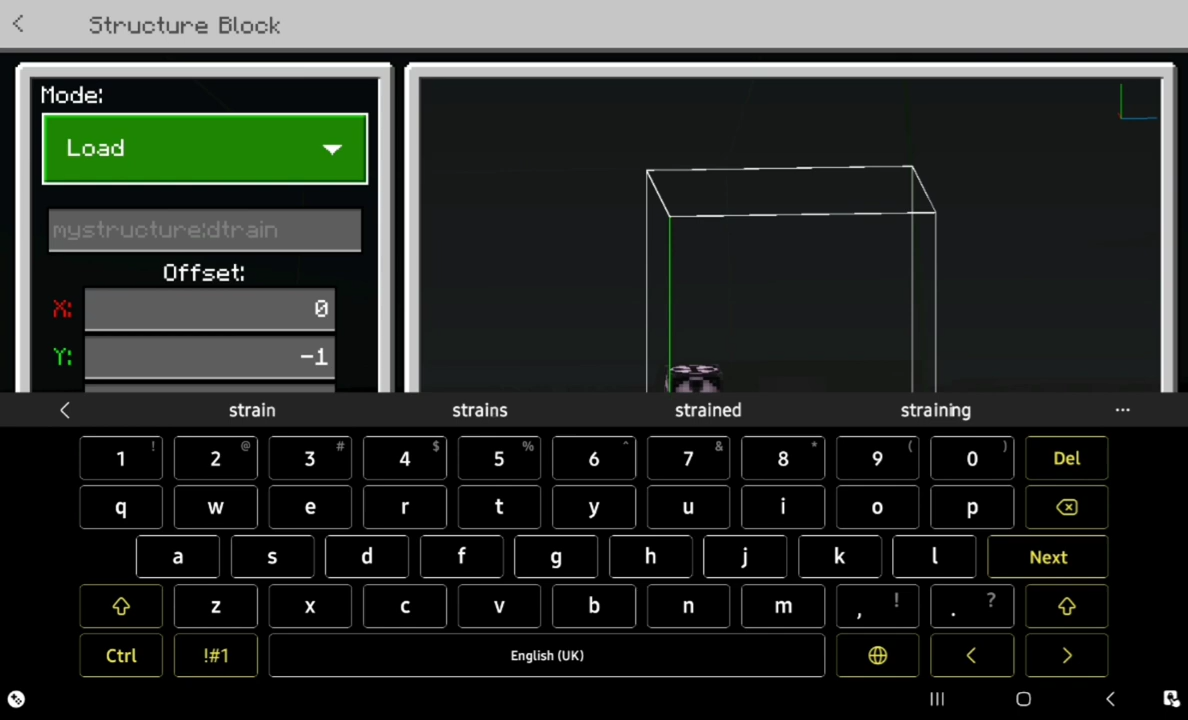 Structure Block
Mode:
Load
mystructure:dtrain
Offset:
X: 0
Y: -1
strain strains strained straining ...
1 ! 2 @ 3 # 4 $ 5 % 6 ^ 7 & 8 * 9 ( 0 ) Del
q w e r t y u i o p
a s d f g h j k l Next
z x c v b n m , ! . ?
Ctrl !#1 English (UK) < >